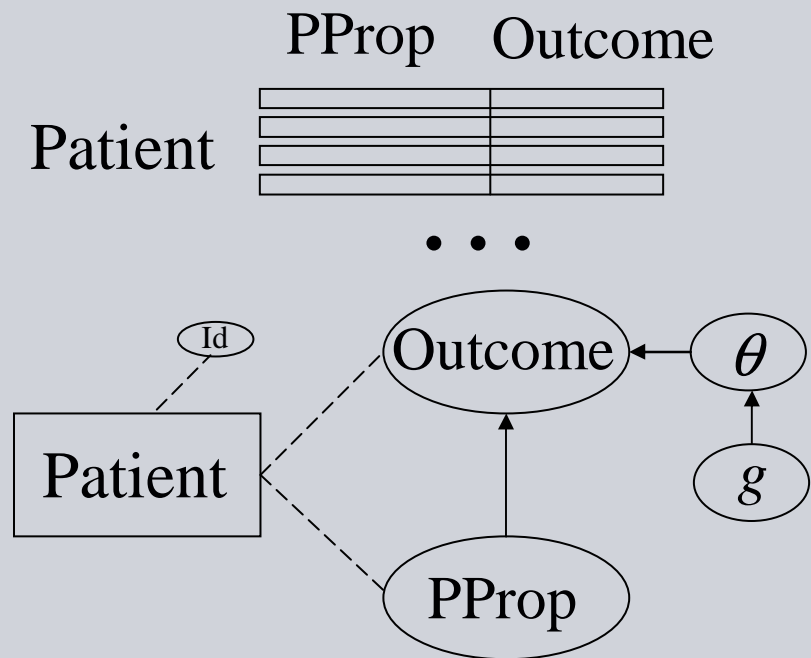 PProp Outcome
Patient
• • •
Id
Outcome
θ
Patient
g
PProp